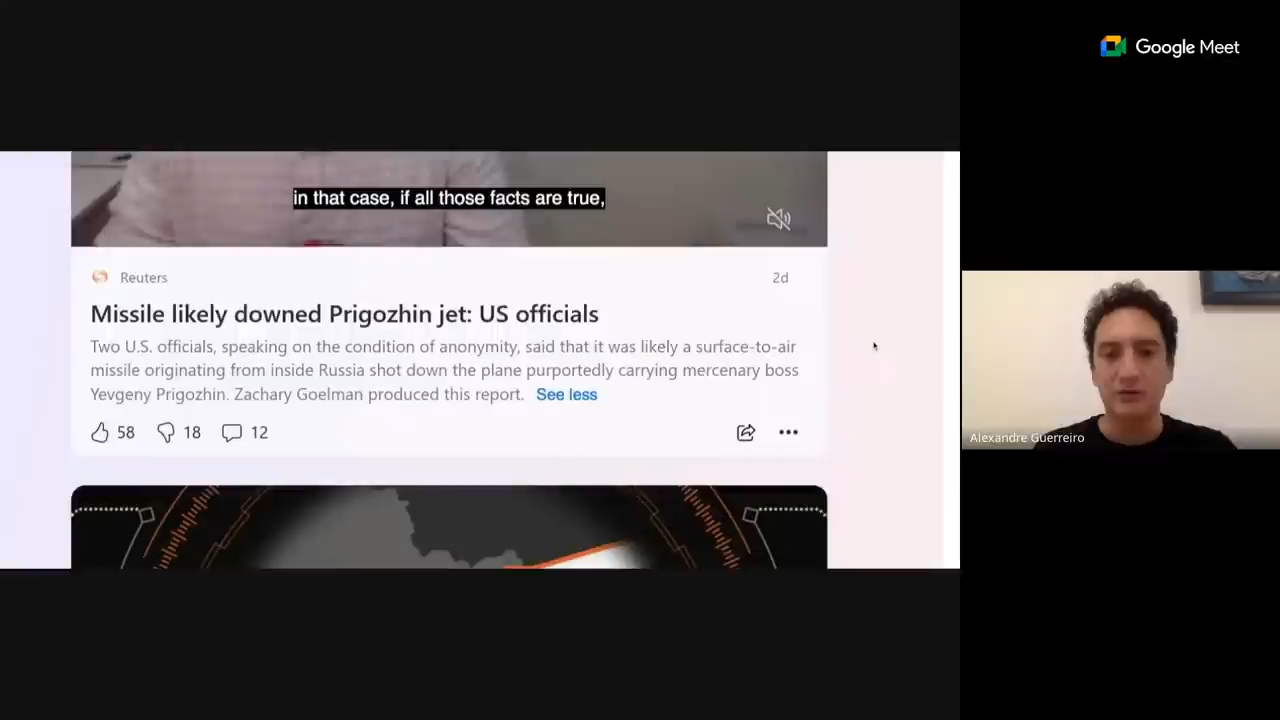 Google Meet
in that case, if all those facts are true,
Reuters
2d
Missile likely downed Prigozhin jet: US officials
Two U.S. officials, speaking on the condition of anonymity, said that it was likely a surface-to-air
missile originating from inside Russia shot down the plane purportedly carrying mercenary boss
Yevgeny Prigozhin. Zachary Goelman produced this report. See less
58 18 12
Alexandre Guerreiro